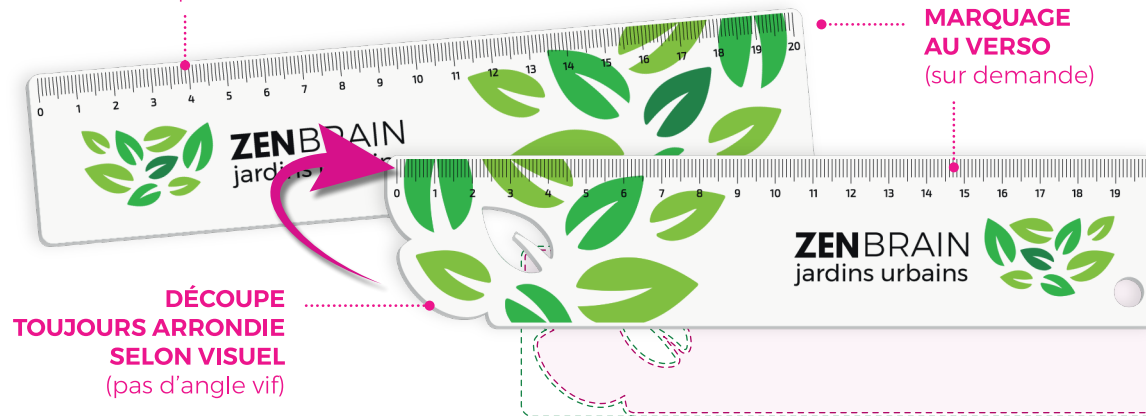 MARQUAGE
AU VERSO
(sur demande)
0 1 2 3 4 5 6 7 8 9 10 11 12 13 14 15 16 17 18 19 20
ZENBRAIN
jardins
0 1 2 3 4 5 6 7 8 9 10 11 12 13 14 15 16 17 18 19
ZENBRAIN
jardins urbains
DÉCOUPE
TOUJOURS ARRONDIE
SELON VISUEL
(pas d’angle vif)